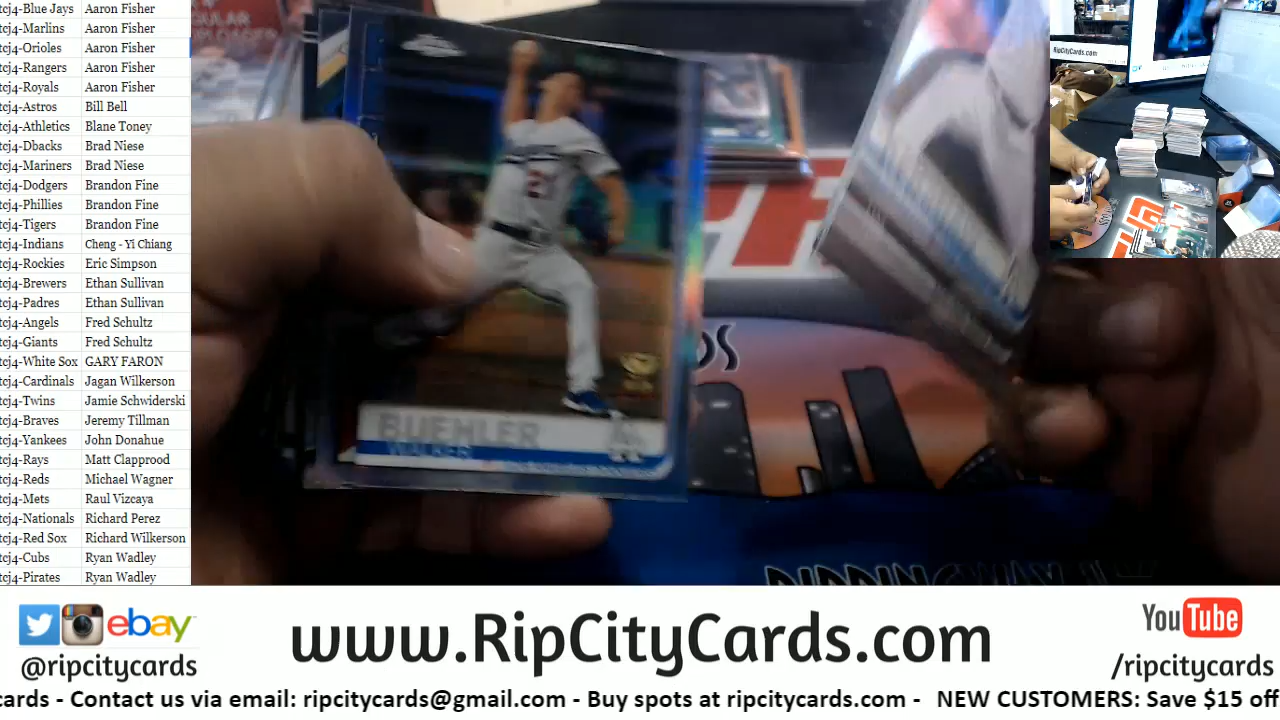 tcj4-Blue Jays Aaron Fisher
tcj4-Marlins Aaron Fisher
tcj4-Orioles Aaron Fisher
tcj4-Rangers Aaron Fisher
tcj4-Royals Aaron Fisher
tcj4-Astros Bill Bell
tcj4-Athletics Blane Toney
tcj4-Dbacks Brad Niese
tcj4-Mariners Brad Niese
tcj4-Dodgers Brandon Fine
tcj4-Phillies Brandon Fine
tcj4-Tigers Brandon Fine
tcj4-Indians Cheng - Yi Chiang
tcj4-Rockies Eric Simpson
tcj4-Brewers Ethan Sullivan
tcj4-Padres Ethan Sullivan
tcj4-Angels Fred Schultz
tcj4-Giants Fred Schultz
tcj4-White Sox GARY FARON
tcj4-Cardinals Jagan Wilkerson
tcj4-Twins Jamie Schwiderski
tcj4-Braves Jeremy Tillman
tcj4-Yankees John Donahue
tcj4-Rays Matt Clapprood
tcj4-Reds Michael Wagner
tcj4-Mets Raul Vizcaya
tcj4-Nationals Richard Perez
tcj4-Red Sox Richard Wilkerson
tcj4-Cubs Ryan Wadley
tcj4-Pirates Ryan Wadley
21
BUEHLER
WALKER
LA
RipCityCards.com
ebay
@ripcitycards
www.RipCityCards.com
YouTube
/ripcitycards
cards - Contact us via email: ripcitycards@gmail.com - Buy spots at ripcitycards.com - NEW CUSTOMERS: Save $15 off